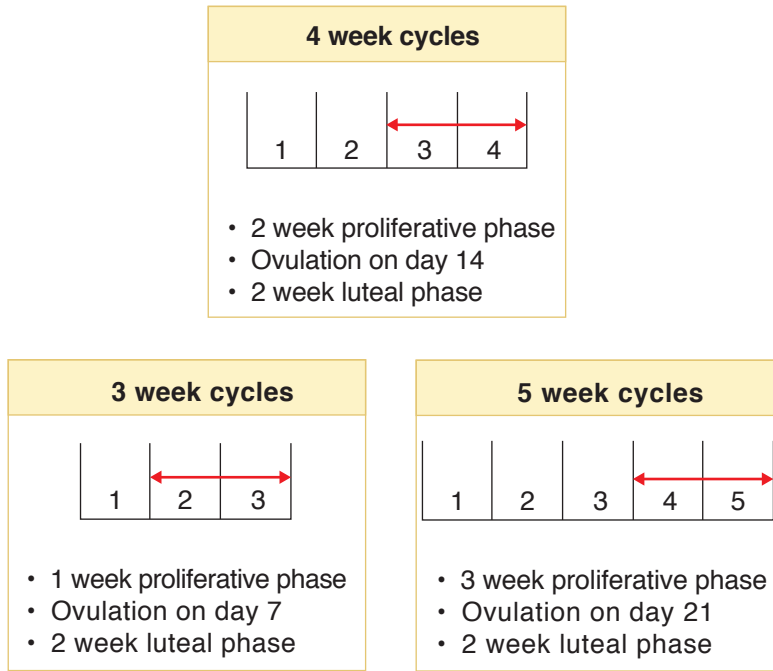 4 week cycles
1 2 3 4
• 2 week proliferative phase
• Ovulation on day 14
• 2 week luteal phase
3 week cycles
1 2 3
• 1 week proliferative phase
• Ovulation on day 7
• 2 week luteal phase
5 week cycles
1 2 3 4 5
• 3 week proliferative phase
• Ovulation on day 21
• 2 week luteal phase